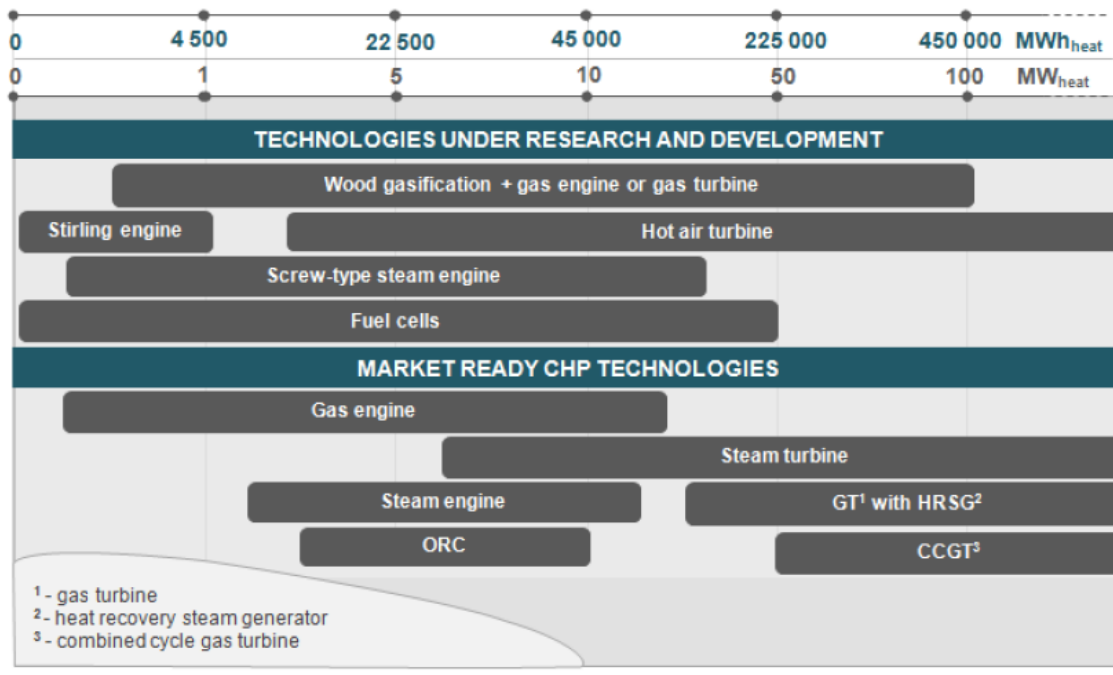 0 4 500 22 500 45 000 225 000 450 000 MWh_heat
0 1 5 10 50 100 MW_heat
TECHNOLOGIES UNDER RESEARCH AND DEVELOPMENT
Wood gasification + gas engine or gas turbine
Stirling engine Hot air turbine
Screw-type steam engine
Fuel cells
MARKET READY CHP TECHNOLOGIES
Gas engine
Steam turbine
Steam engine GT¹ with HRSG²
ORC CCGT³
¹ - gas turbine
² - heat recovery steam generator
³ - combined cycle gas turbine